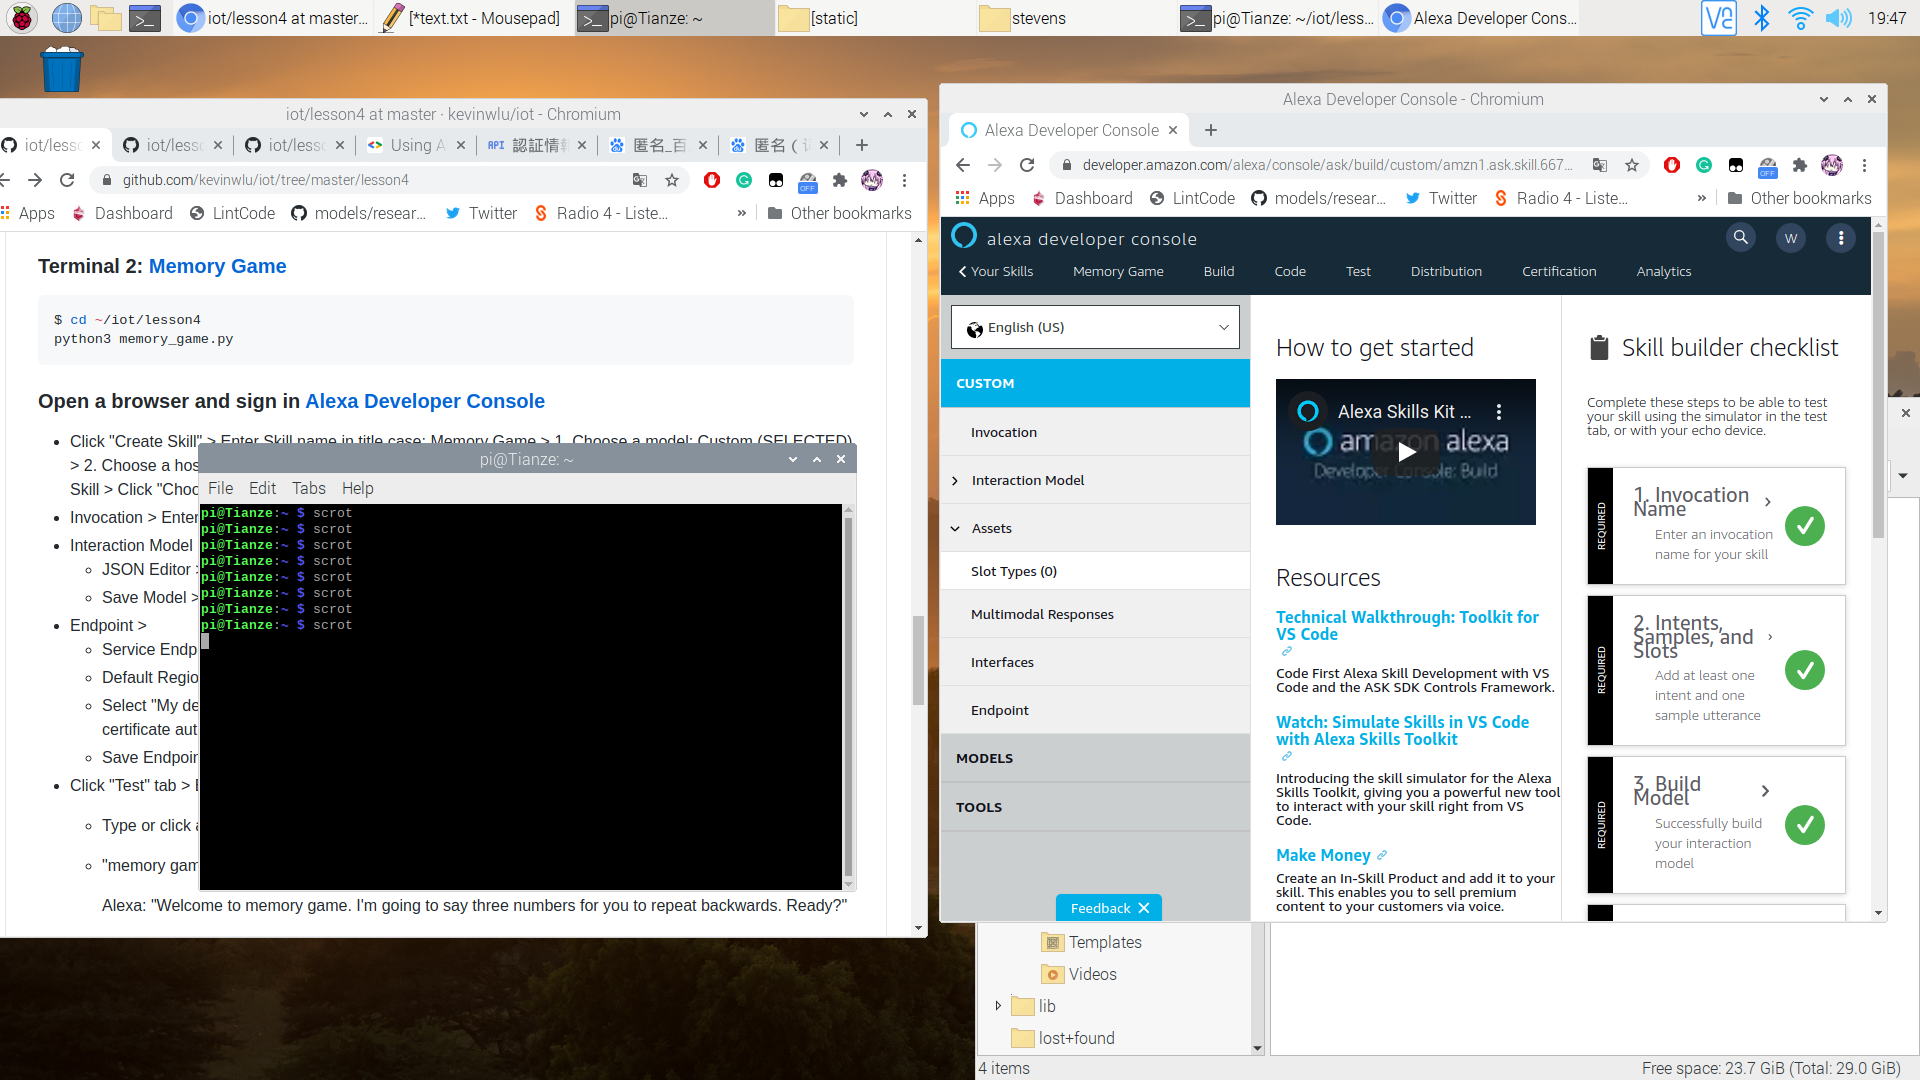 iot/lesson4 at master...
[*text.txt - Mousepad]
pi@Tianze: ~
[static]
stevens
pi@Tianze: ~/iot/less...
Alexa Developer Cons...
19:47
iot/lesson4 at master · kevinwlu/iot - Chromium
iot/lesso
iot/lesso
iot/lesso
Using A
API
匿名_百
github.com/kevinwlu/iot/tree/master/lesson4
OFF
Apps
Dashboard
LintCode
models/resear...
Twitter
Radio 4 - Liste...
»
Other bookmarks
Terminal 2: Memory Game
$ cd ~/iot/lesson4
python3 memory_game.py
Open a browser and sign in Alexa Developer Console
Click "Create Skill" > Enter Skill name in title case: Memory Game > 1. Choose a model: Custom (SELECTED)
> 2. Choose a hos
Skill > Click "Choo
Invocation > Enter
Interaction Model
JSON Editor
Save Model >
Endpoint >
Service Endp
Default Regio
Select "My de
certificate aut
Save Endpoin
Click "Test" tab >
Type or click a
"memory gam
Alexa: "Welcome to memory game. I'm going to say three numbers for you to repeat backwards. Ready?"
pi@Tianze: ~
File Edit Tabs Help
pi@Tianze:~ $ scrot
pi@Tianze:~ $ scrot
pi@Tianze:~ $ scrot
pi@Tianze:~ $ scrot
pi@Tianze:~ $ scrot
pi@Tianze:~ $ scrot
pi@Tianze:~ $ scrot
pi@Tianze:~ $ scrot
Alexa Developer Console - Chromium
Alexa Developer Console
developer.amazon.com/alexa/console/ask/build/custom/amzn1.ask.skill.667...
OFF
Apps
Dashboard
LintCode
models/resear...
Twitter
Radio 4 - Liste...
»
Other bookmarks
alexa developer console
W
Your Skills
Memory Game
Build
Code
Test
Distribution
Certification
Analytics
English (US)
CUSTOM
Invocation
Interaction Model
Assets
Slot Types (0)
Multimodal Responses
Interfaces
Endpoint
MODELS
TOOLS
How to get started
Alexa Skills Kit ...
amazon alexa
Developer Console: Build
Resources
Technical Walkthrough: Toolkit for
VS Code
Code First Alexa Skill Development with VS
Code and the ASK SDK Controls Framework.
Watch: Simulate Skills in VS Code
with Alexa Skills Toolkit
Introducing the skill simulator for the Alexa
Skills Toolkit, giving you a powerful new tool
to interact with your skill right from VS
Code.
Make Money
Create an In-Skill Product and add it to your
skill. This enables you to sell premium
content to your customers via voice.
Feedback
Skill builder checklist
Complete these steps to be able to test
your skill using the simulator in the test
tab, or with your echo device.
REQUIRED
1. Invocation
Name
Enter an invocation
name for your skill
REQUIRED
2. Intents,
Samples, and
Slots
Add at least one
intent and one
sample utterance
REQUIRED
3. Build
Model
Successfully build
your interaction
model
Templates
Videos
lib
lost+found
4 items
Free space: 23.7 GiB (Total: 29.0 GiB)